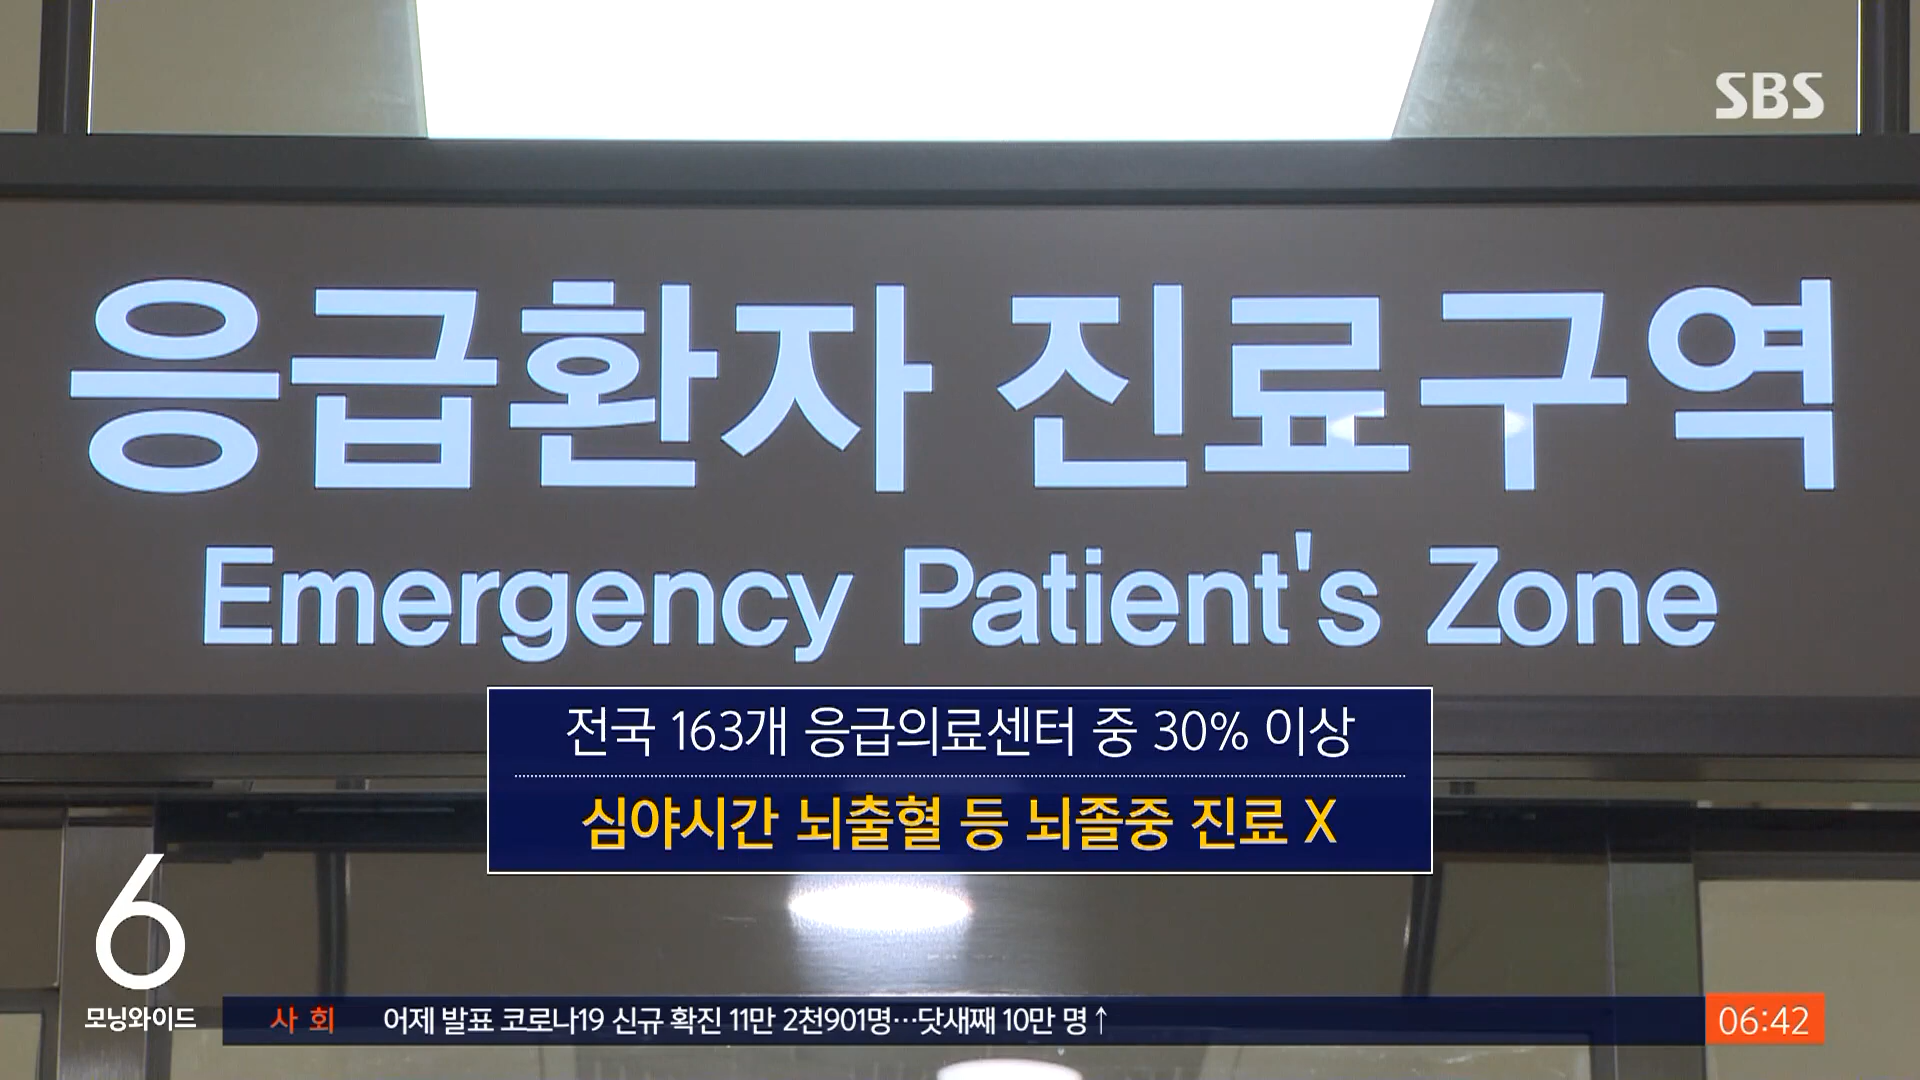 SBS
응급환자 진료구역
Emergency Patient's Zone
전국 163개 응급의료센터 중 30% 이상
심야시간 뇌출혈 등 뇌졸중 진료 X
6
모닝와이드
사 회 어제 발표 코로나19 신규 확진 11만 2천901명…닷새째 10만 명↑ 06:42